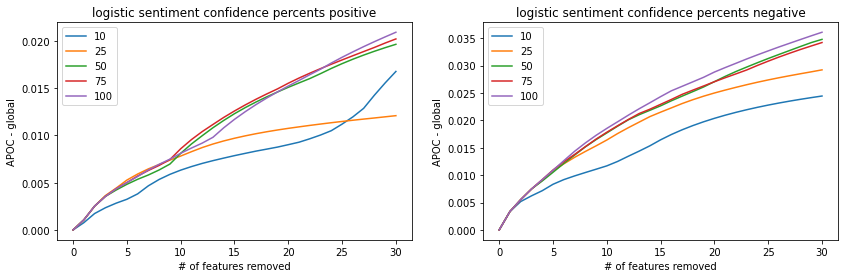 logistic sentiment confidence percents positive
APOC - global
0.020
0.015
0.010
0.005
0.000
10
25
50
75
100
0 5 10 15 20 25 30
# of features removed
logistic sentiment confidence percents negative
APOC - global
0.035
0.030
0.025
0.020
0.015
0.010
0.005
0.000
10
25
50
75
100
0 5 10 15 20 25 30
# of features removed